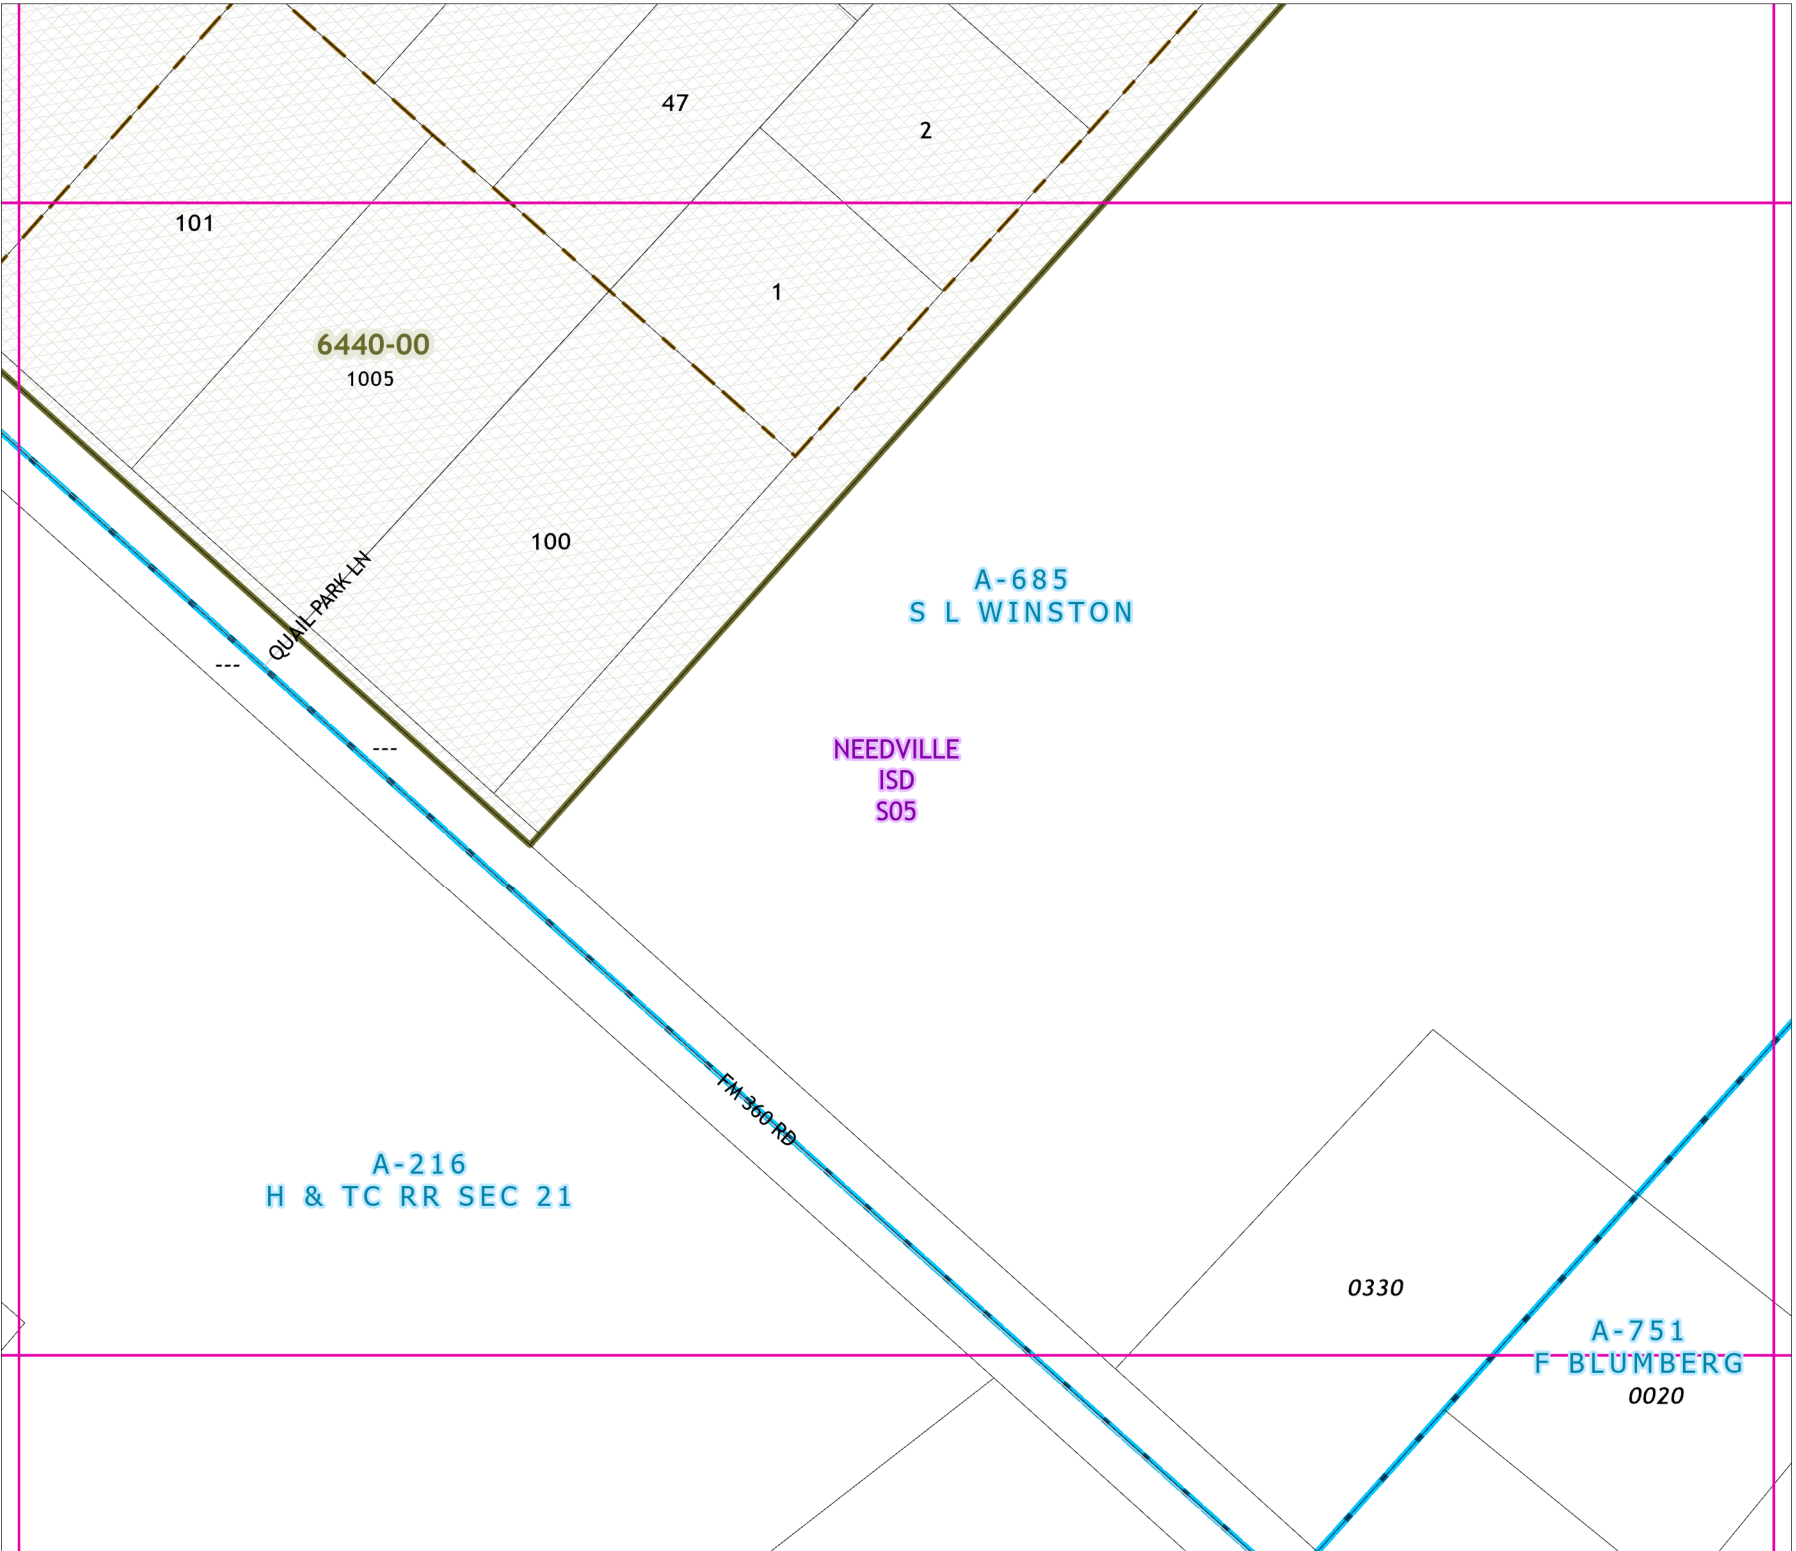 47
2
101
1
6440-00
1005
100
QUAIL PARK LN
---
---
A-685
S L WINSTON
NEEDVILLE
ISD
S05
FM 360 RD
A-216
H & TC RR SEC 21
0330
A-751
F BLUMBERG
0020